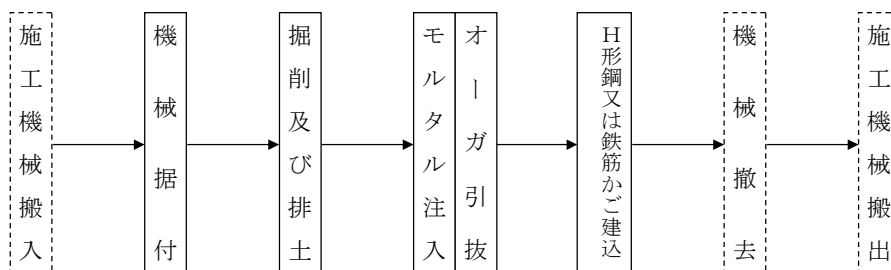 施工機械搬入
機械据付
掘削及び排土
モルタル注入
オーガ引抜
H形鋼又は鉄筋かご建込
機械撤去
施工機械搬出